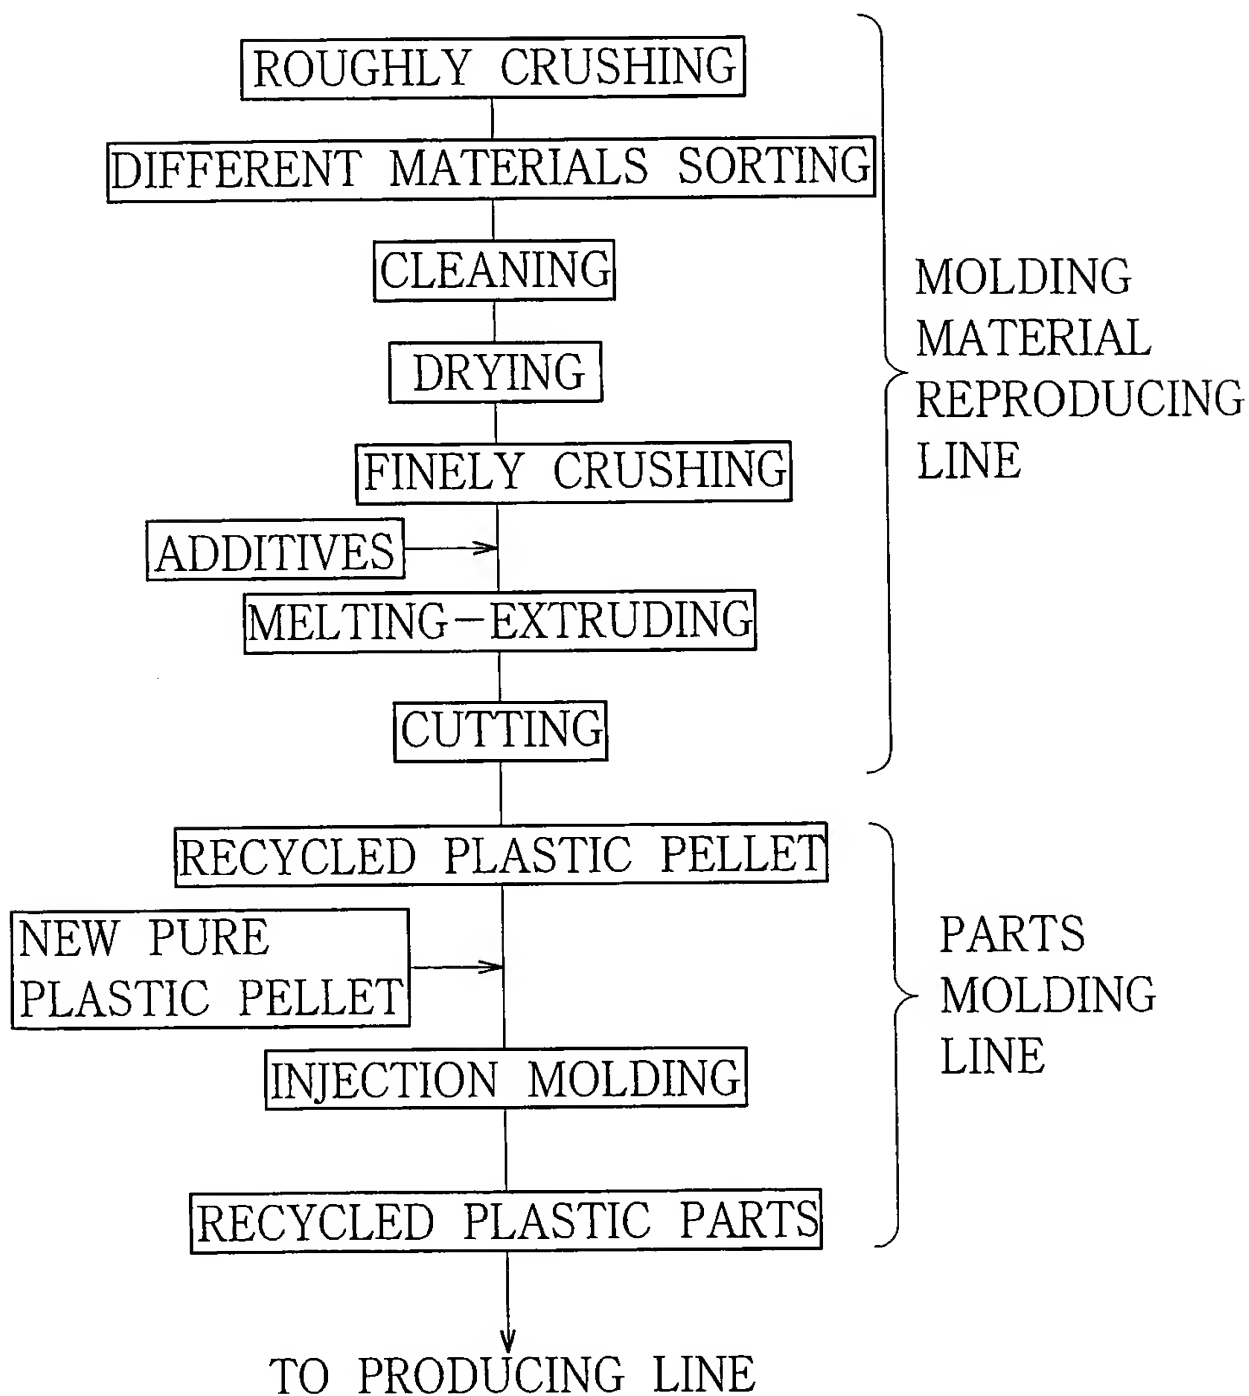 ROUGHLY CRUSHING
DIFFERENT MATERIALS SORTING
CLEANING
DRYING
FINELY CRUSHING
ADDITIVES
MELTING-EXTRUDING
CUTTING
MOLDING
MATERIAL
REPRODUCING
LINE
RECYCLED PLASTIC PELLET
NEW PURE
PLASTIC PELLET
INJECTION MOLDING
RECYCLED PLASTIC PARTS
PARTS
MOLDING
LINE
TO PRODUCING LINE